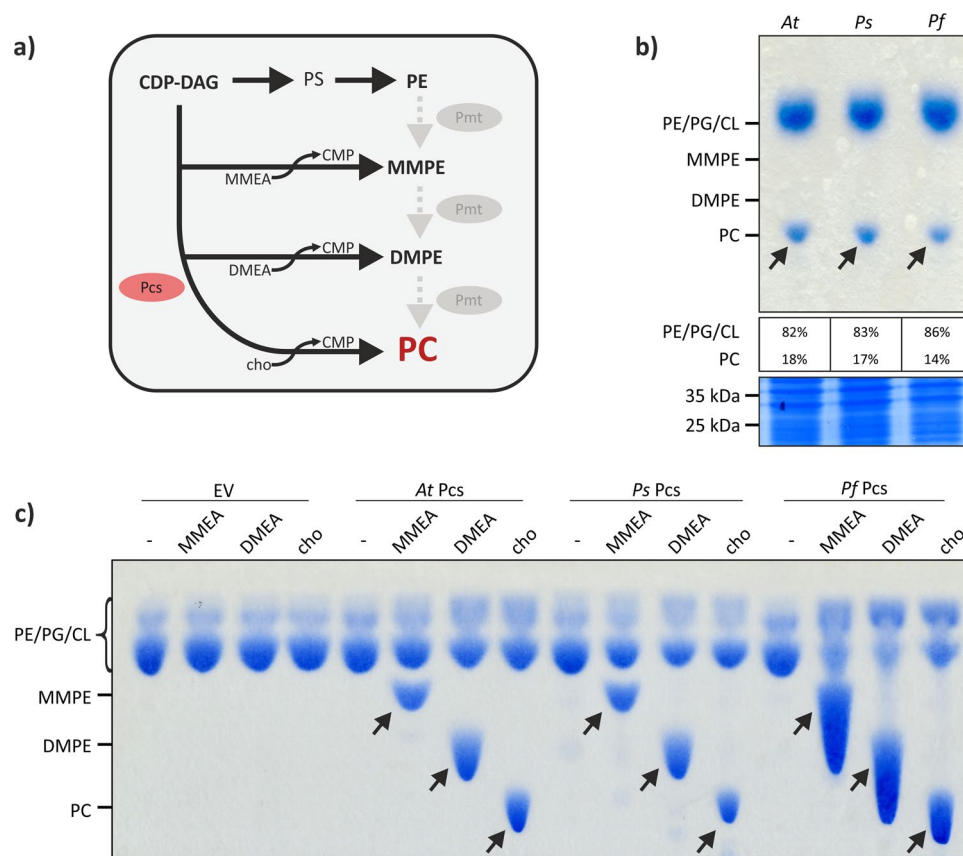 a)
CDP-DAG PS PE
Pmt
MMEA CMP MMPE
Pmt
DMEA CMP DMPE
Pcs
Pmt
cho CMP PC
b)
At Ps Pf
PE/PG/CL
MMPE
DMPE
PC
PE/PG/CL 82% 83% 86%
PC 18% 17% 14%
35 kDa
25 kDa
c)
EV At Pcs Ps Pcs Pf Pcs
- MMEA DMEA cho - MMEA DMEA cho - MMEA DMEA cho - MMEA DMEA cho
PE/PG/CL
MMPE
DMPE
PC